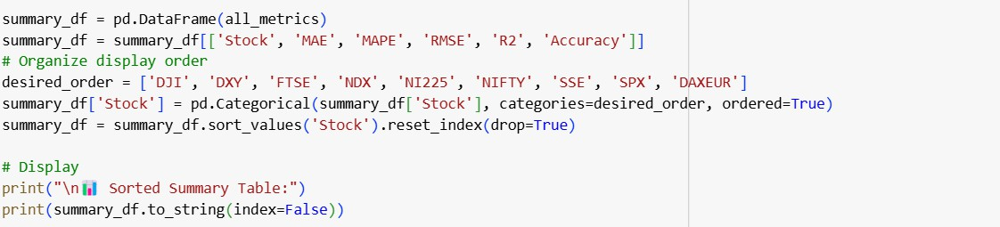 summary_df = pd.DataFrame(all_metrics)
summary_df = summary_df[['Stock', 'MAE', 'MAPE', 'RMSE', 'R2', 'Accuracy']]
# Organize display order
desired_order = ['DJI', 'DXY', 'FTSE', 'NDX', 'NI225', 'NIFTY', 'SSE', 'SPX', 'DAXEUR']
summary_df['Stock'] = pd.Categorical(summary_df['Stock'], categories=desired_order, ordered=True)
summary_df = summary_df.sort_values('Stock').reset_index(drop=True)
# Display
print("\n📊 Sorted Summary Table:")
print(summary_df.to_string(index=False))